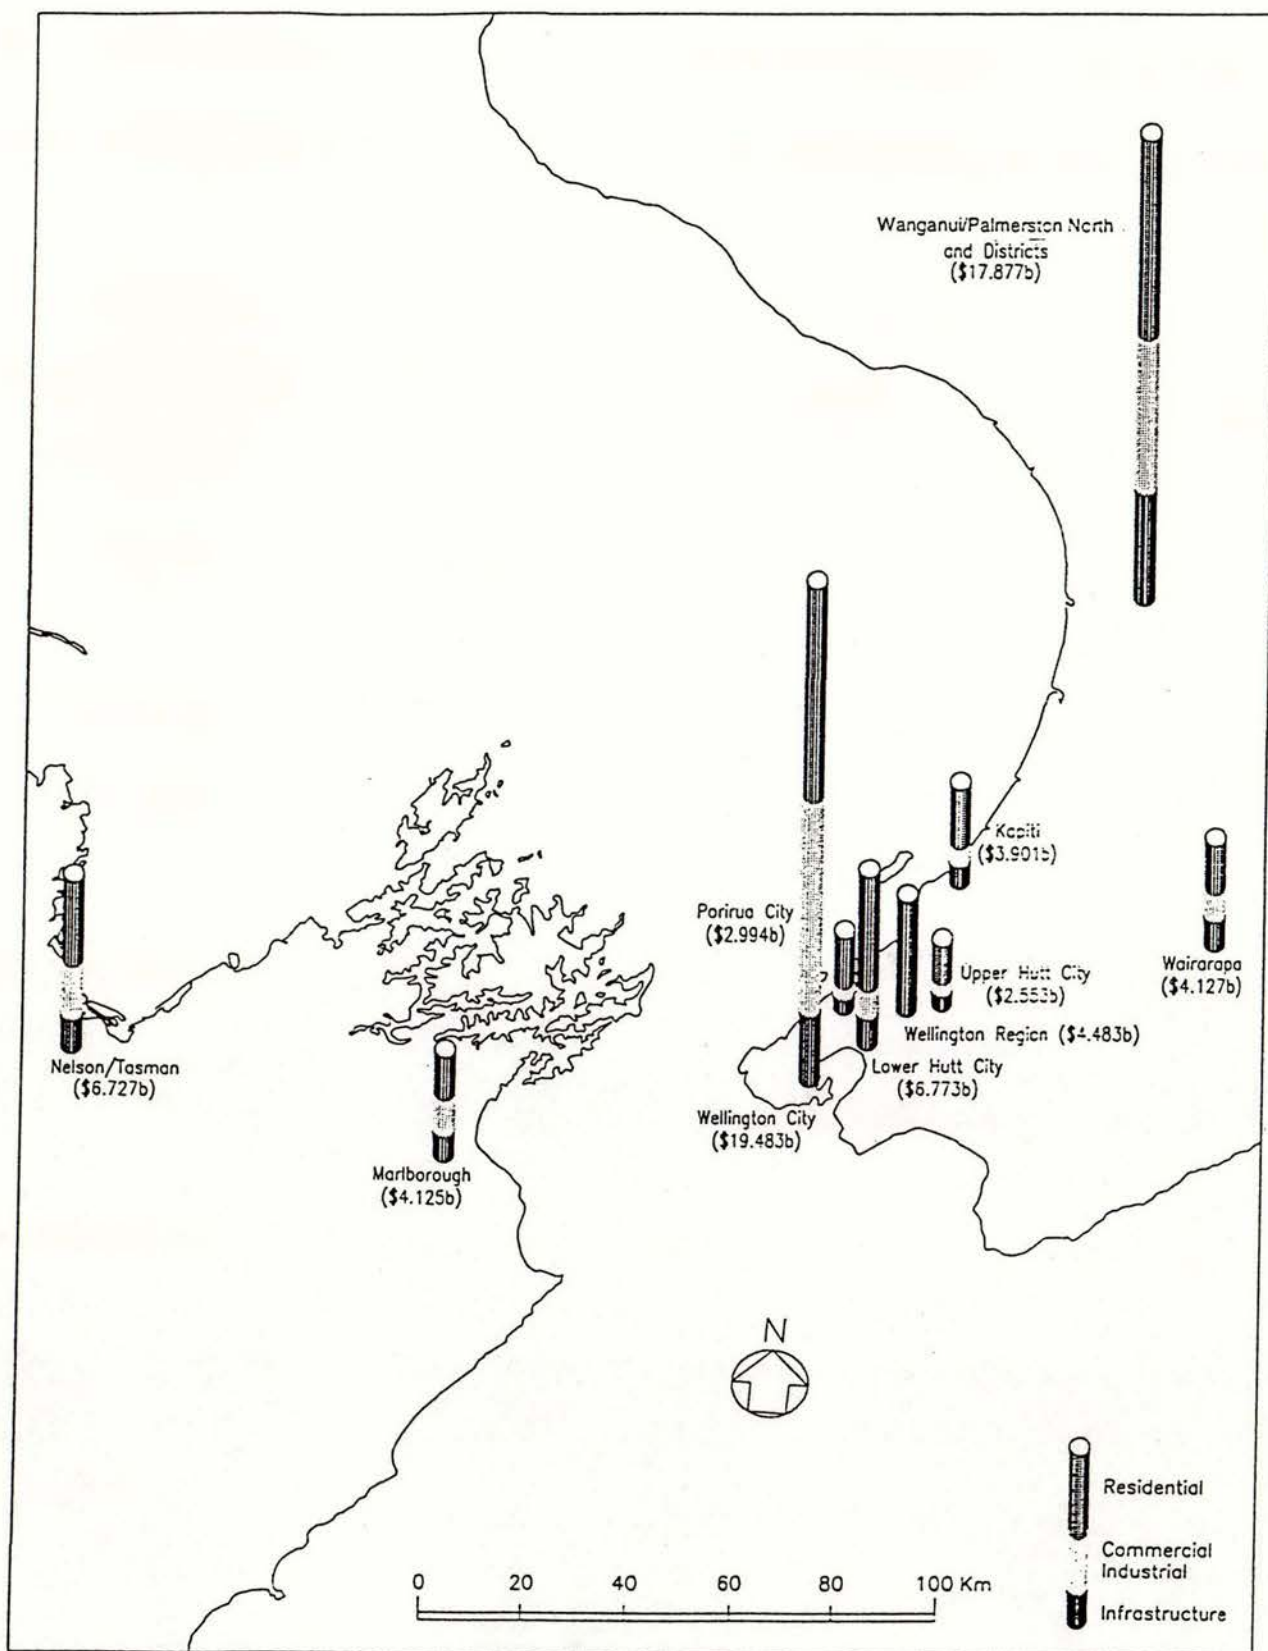 Wanganui/Palmerston North
and Districts
($17.877b)
Kapiti
($3.901b)
Porirua City
($2.994b)
Upper Hutt City
($2.553b)
Wairarapa
($4.127b)
Wellington Region ($4.483b)
Nelson/Tasman
($6.727b)
Lower Hutt City
($6.773b)
Wellington City
($19.483b)
Marlborough
($4.125b)
N
Residential
Commercial
Industrial
Infrastructure
0 20 40 60 80 100 Km